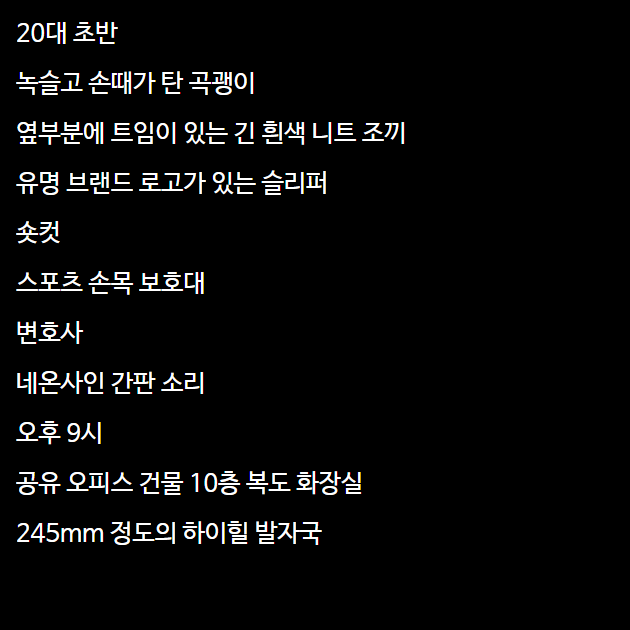 20대 초반
녹슬고 손때가 탄 곡괭이
옆부분에 트임이 있는 긴 흰색 니트 조끼
유명 브랜드 로고가 있는 슬리퍼
숏컷
스포츠 손목 보호대
변호사
네온사인 간판 소리
오후 9시
공유 오피스 건물 10층 복도 화장실
245mm 정도의 하이힐 발자국